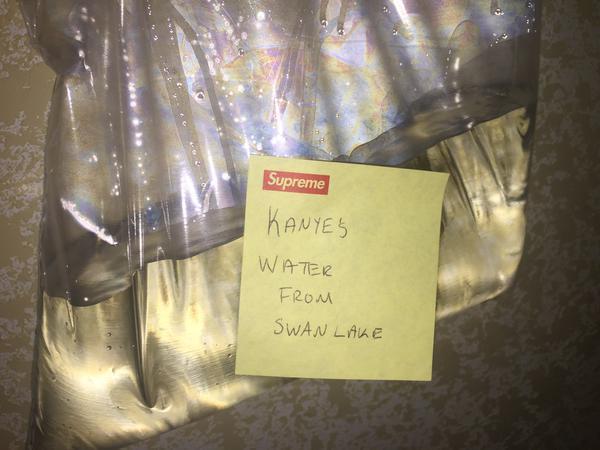 Supreme
KANYES
WATER
FROM
SWAN LAKE